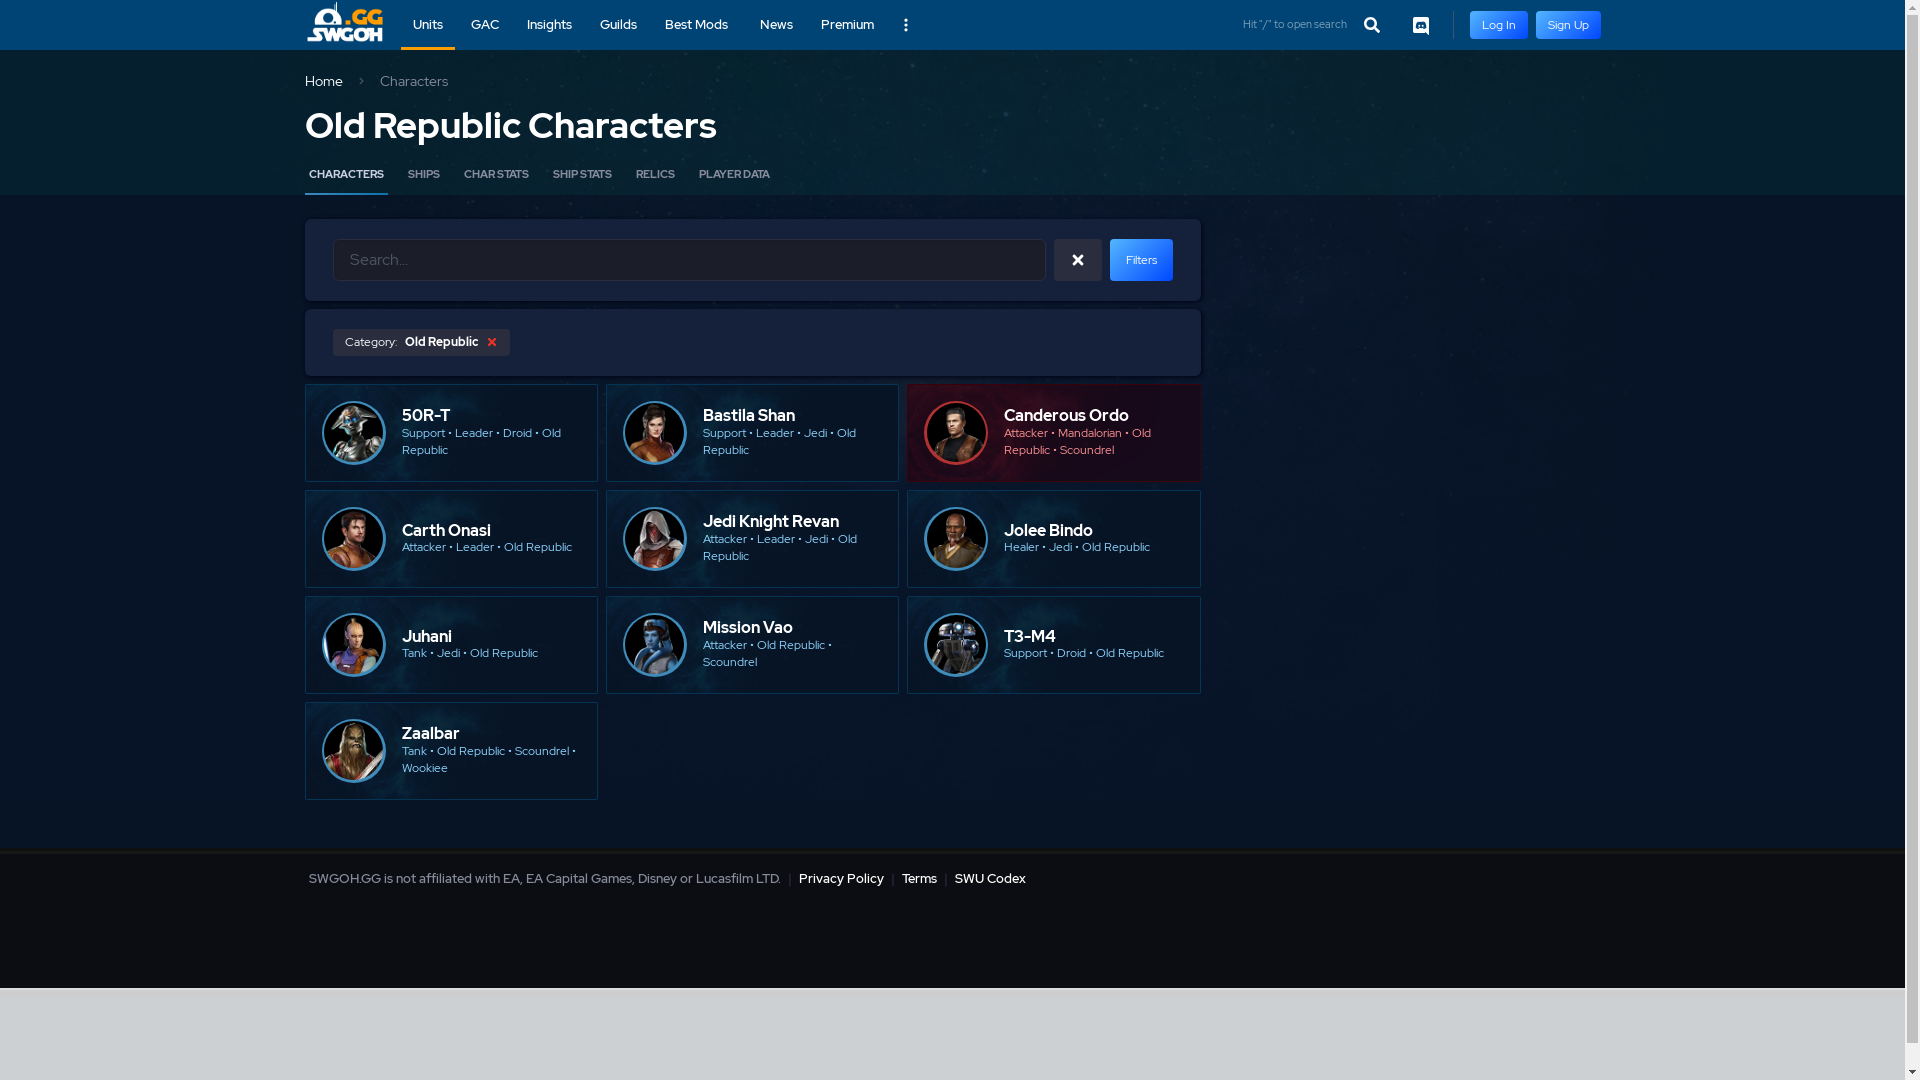 .GG
SWGOH
Units
GAC
Insights
Guilds
Best Mods
News
Premium
Hit "/" to open search
Log In
Sign Up
Home
Characters
Old Republic Characters
CHARACTERS
SHIPS
CHAR STATS
SHIP STATS
RELICS
PLAYER DATA
Search...
Filters
Category: Old Republic
50R-T
Support • Leader • Droid • Old
Republic
Bastila Shan
Support • Leader • Jedi • Old
Republic
Canderous Ordo
Attacker • Mandalorian • Old
Republic • Scoundrel
Carth Onasi
Attacker • Leader • Old Republic
Jedi Knight Revan
Attacker • Leader • Jedi • Old
Republic
Jolee Bindo
Healer • Jedi • Old Republic
Juhani
Tank • Jedi • Old Republic
Mission Vao
Attacker • Old Republic •
Scoundrel
T3-M4
Support • Droid • Old Republic
Zaalbar
Tank • Old Republic • Scoundrel •
Wookiee
SWGOH.GG is not affiliated with EA, EA Capital Games, Disney or Lucasfilm LTD. | Privacy Policy | Terms | SWU Codex